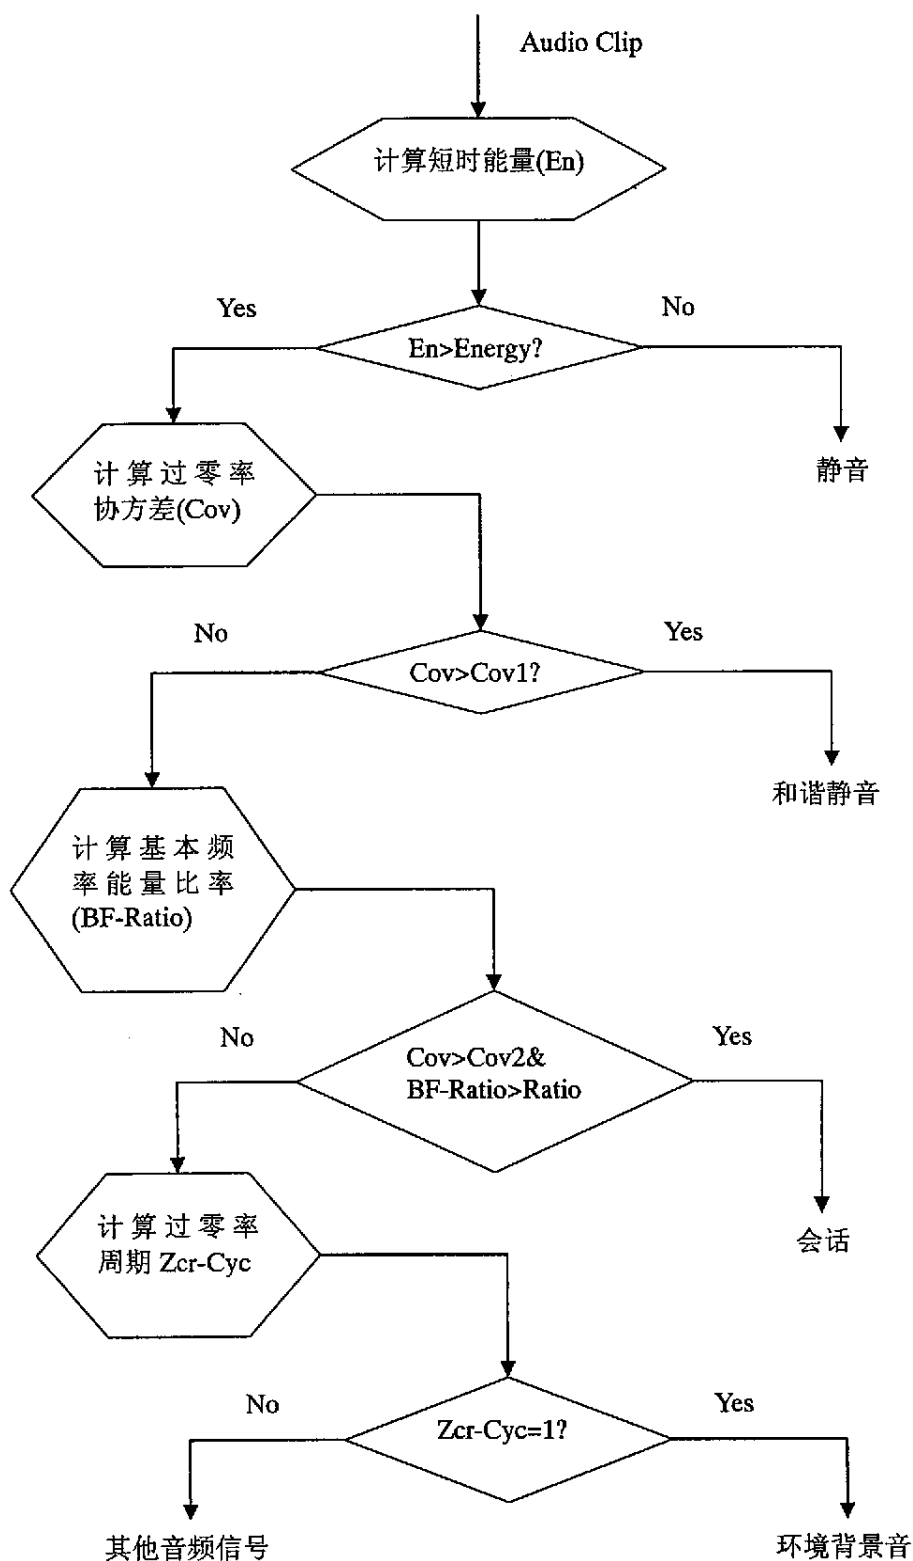 Audio Clip
计算短时能量(En)
Yes
No
En>Energy?
计算过零率
协方差(Cov)
静音
No
Yes
Cov>Cov1?
和谐静音
计算基本频
率能量比率
(BF-Ratio)
No
Yes
Cov>Cov2&
BF-Ratio>Ratio
计算过零率
周期 Zcr-Cyc
会话
No
Yes
Zcr-Cyc=1?
其他音频信号
环境背景音